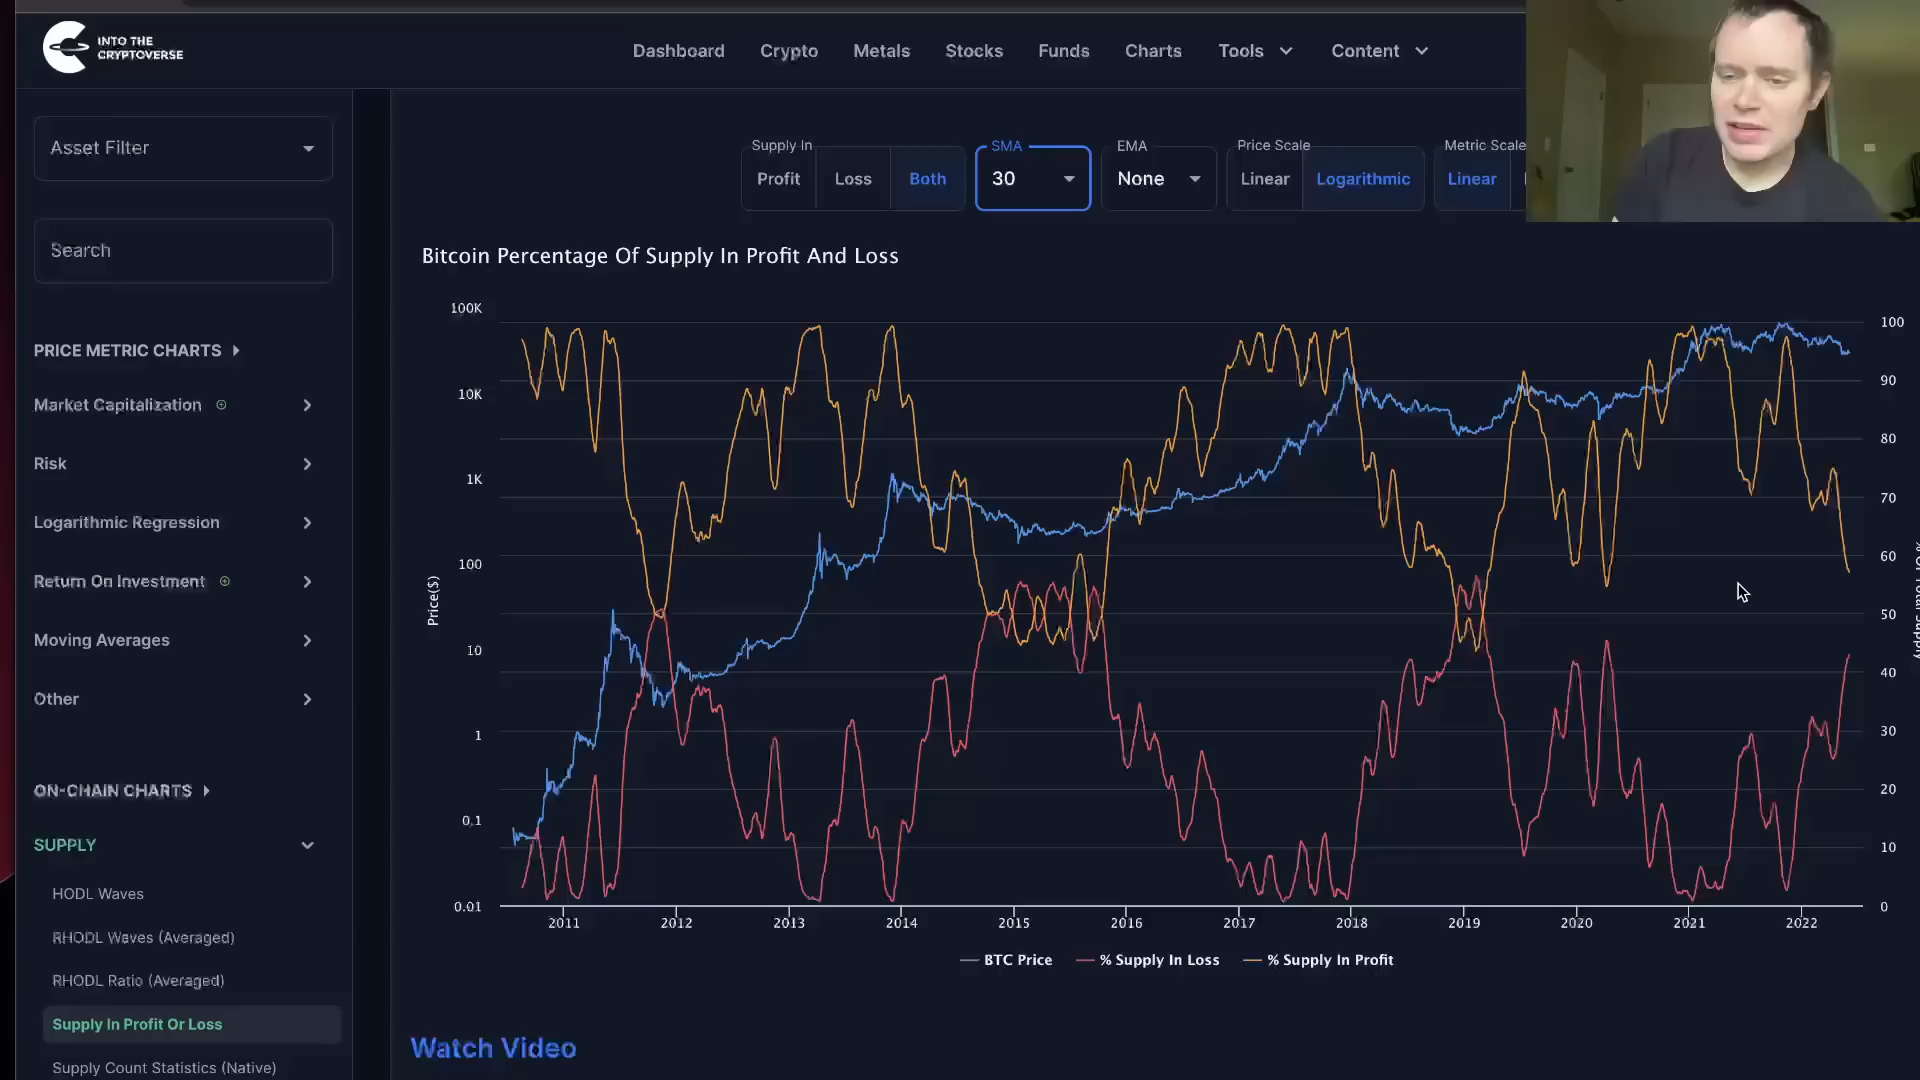 INTO THE
CRYPTOVERSE
Dashboard
Crypto
Metals
Stocks
Funds
Charts
Tools
Content
Asset Filter
Search
PRICE METRIC CHARTS
Market Capitalization
Risk
Logarithmic Regression
Return On Investment
Moving Averages
Other
ON-CHAIN CHARTS
SUPPLY
HODL Waves
RHODL Waves (Averaged)
RHODL Ratio (Averaged)
Supply In Profit Or Loss
Supply Count Statistics (Native)
Supply In
Profit
Loss
Both
SMA
30
EMA
None
Price Scale
Linear
Logarithmic
Metric Scale
Linear
Bitcoin Percentage Of Supply In Profit And Loss
100K
10K
1K
100
10
1
0.1
0.01
Price($)
100
90
80
70
60
50
40
30
20
10
0
2011
2012
2013
2014
2015
2016
2017
2018
2019
2020
2021
2022
BTC Price
% Supply In Loss
% Supply In Profit
Watch Video